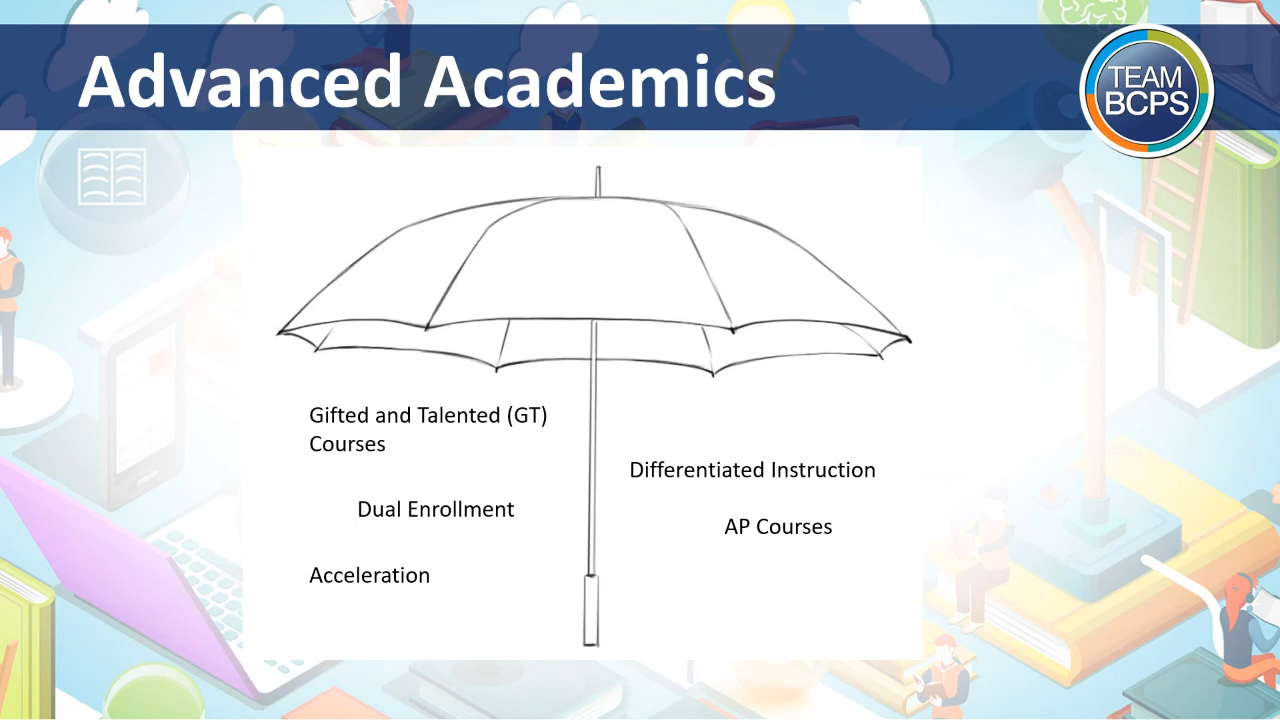 Advanced Academics
TEAM
BCPS
Gifted and Talented (GT)
Courses
Differentiated Instruction
Dual Enrollment
AP Courses
Acceleration